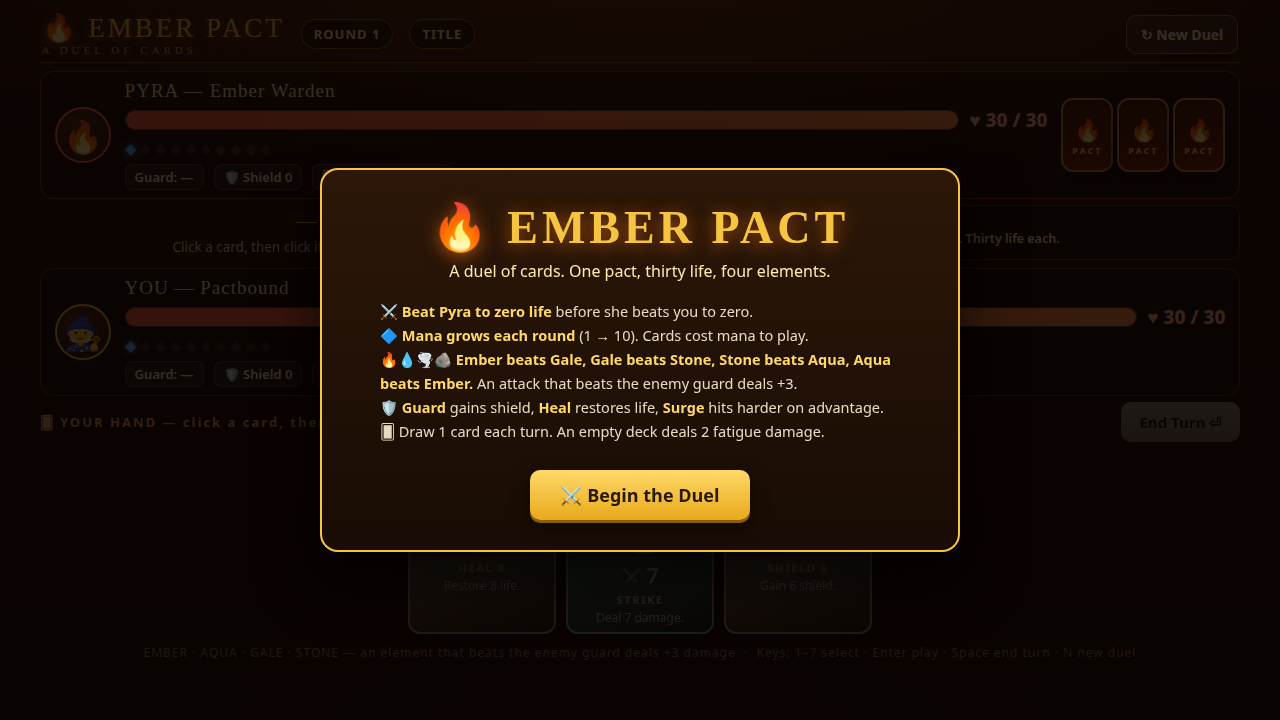 🔥 EMBER PACT
A DUEL OF CARDS
ROUND 1
TITLE
↻ New Duel
PYRA — Ember Warden
♥ 30 / 30
Guard: —
🛡️ Shield 0
PACT
PACT
PACT
Click a card, then click
. Thirty life each.
YOU — Pactbound
♥ 30 / 30
Guard: —
🛡️ Shield 0
🂠 YOUR HAND — click a card, the
End Turn ⏎
🔥 EMBER PACT
A duel of cards. One pact, thirty life, four elements.
⚔️ Beat Pyra to zero life before she beats you to zero.
🔷 Mana grows each round (1 → 10). Cards cost mana to play.
🔥💧🌪️🪨 Ember beats Gale, Gale beats Stone, Stone beats Aqua, Aqua
beats Ember. An attack that beats the enemy guard deals +3.
🛡️ Guard gains shield, Heal restores life, Surge hits harder on advantage.
🂠 Draw 1 card each turn. An empty deck deals 2 fatigue damage.
⚔️ Begin the Duel
HEAL 8
Restore 8 life.
⚔ 7
STRIKE
Deal 7 damage.
SHIELD 6
Gain 6 shield.
EMBER · AQUA · GALE · STONE — an element that beats the enemy guard deals +3 damage · Keys: 1–7 select · Enter play · Space end turn · N new duel